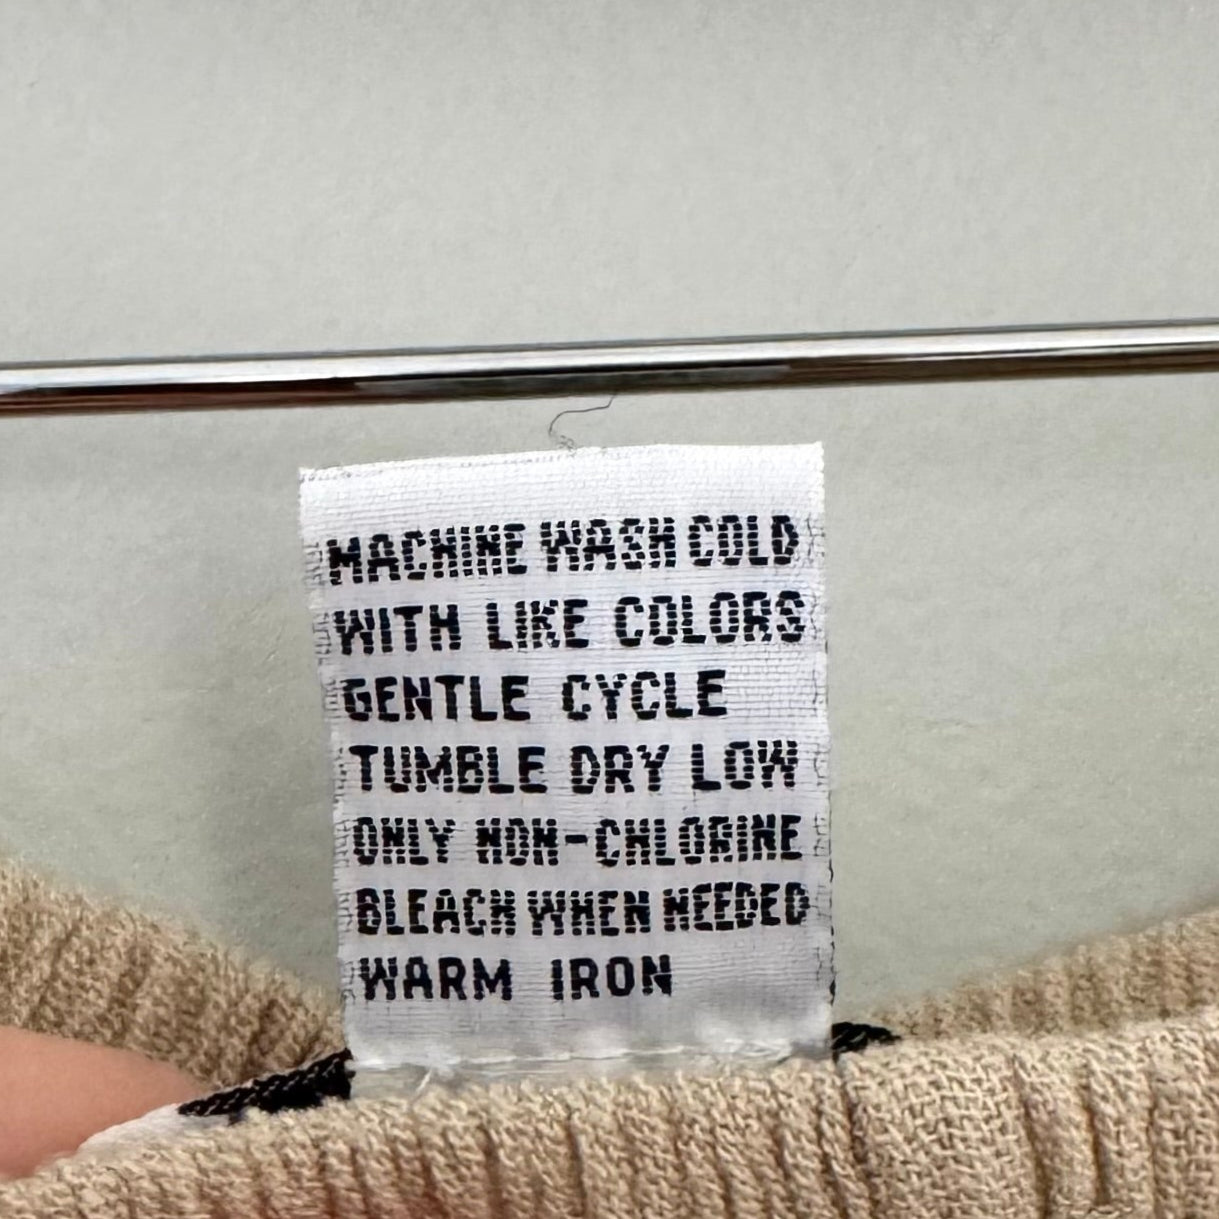 MACHINE WASH COLD
WITH LIKE COLORS
GENTLE CYCLE
TUMBLE DRY LOW
ONLY NON-CHLORINE
BLEACH WHEN NEEDED
WARM IRON